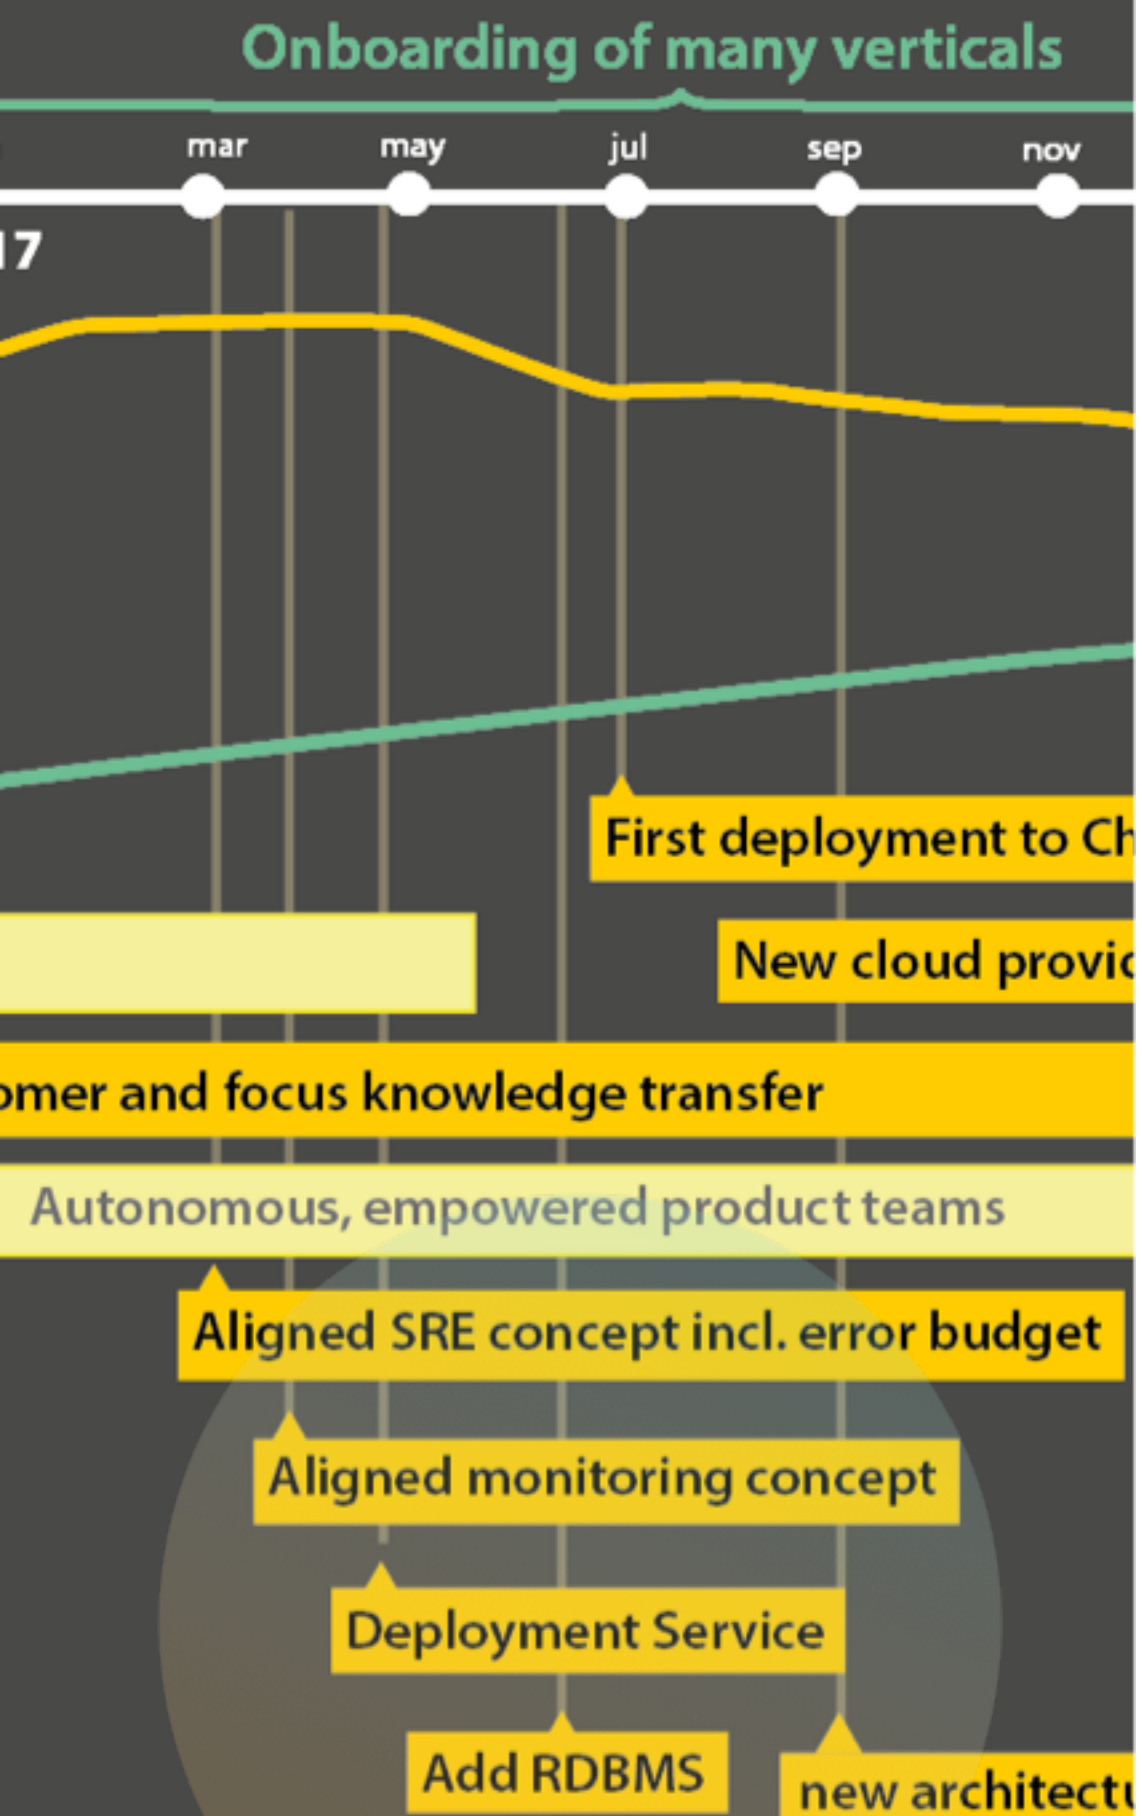 Onboarding of many verticals
mar may jul sep nov
17
First deployment to Ch
New cloud provid
omer and focus knowledge transfer
Autonomous, empowered product teams
Aligned SRE concept incl. error budget
Aligned monitoring concept
Deployment Service
Add RDBMS
new architectu